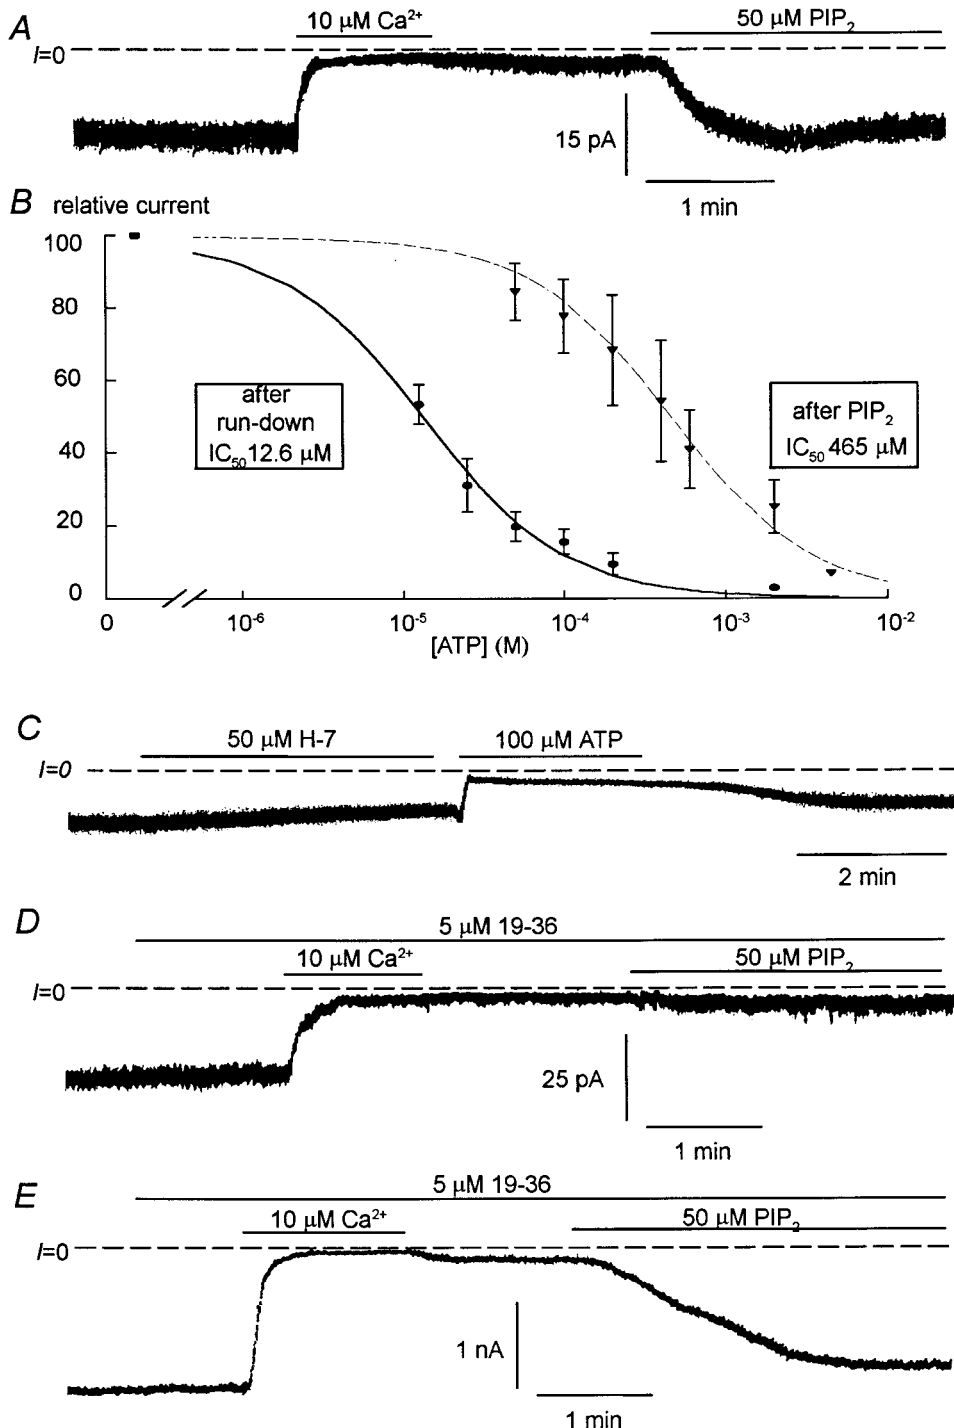 A
10 µM Ca²⁺
50 µM PIP₂
I=0
15 pA
1 min
B relative current
100
80
60
40
20
0
after
run-down
IC₅₀ 12.6 µM
after PIP₂
IC₅₀ 465 µM
0 10⁻⁶ 10⁻⁵ 10⁻⁴ 10⁻³ 10⁻²
[ATP] (M)
C
50 µM H-7
100 µM ATP
I=0
2 min
D
5 µM 19-36
10 µM Ca²⁺
50 µM PIP₂
I=0
25 pA
1 min
E
5 µM 19-36
10 µM Ca²⁺
50 µM PIP₂
I=0
1 nA
1 min